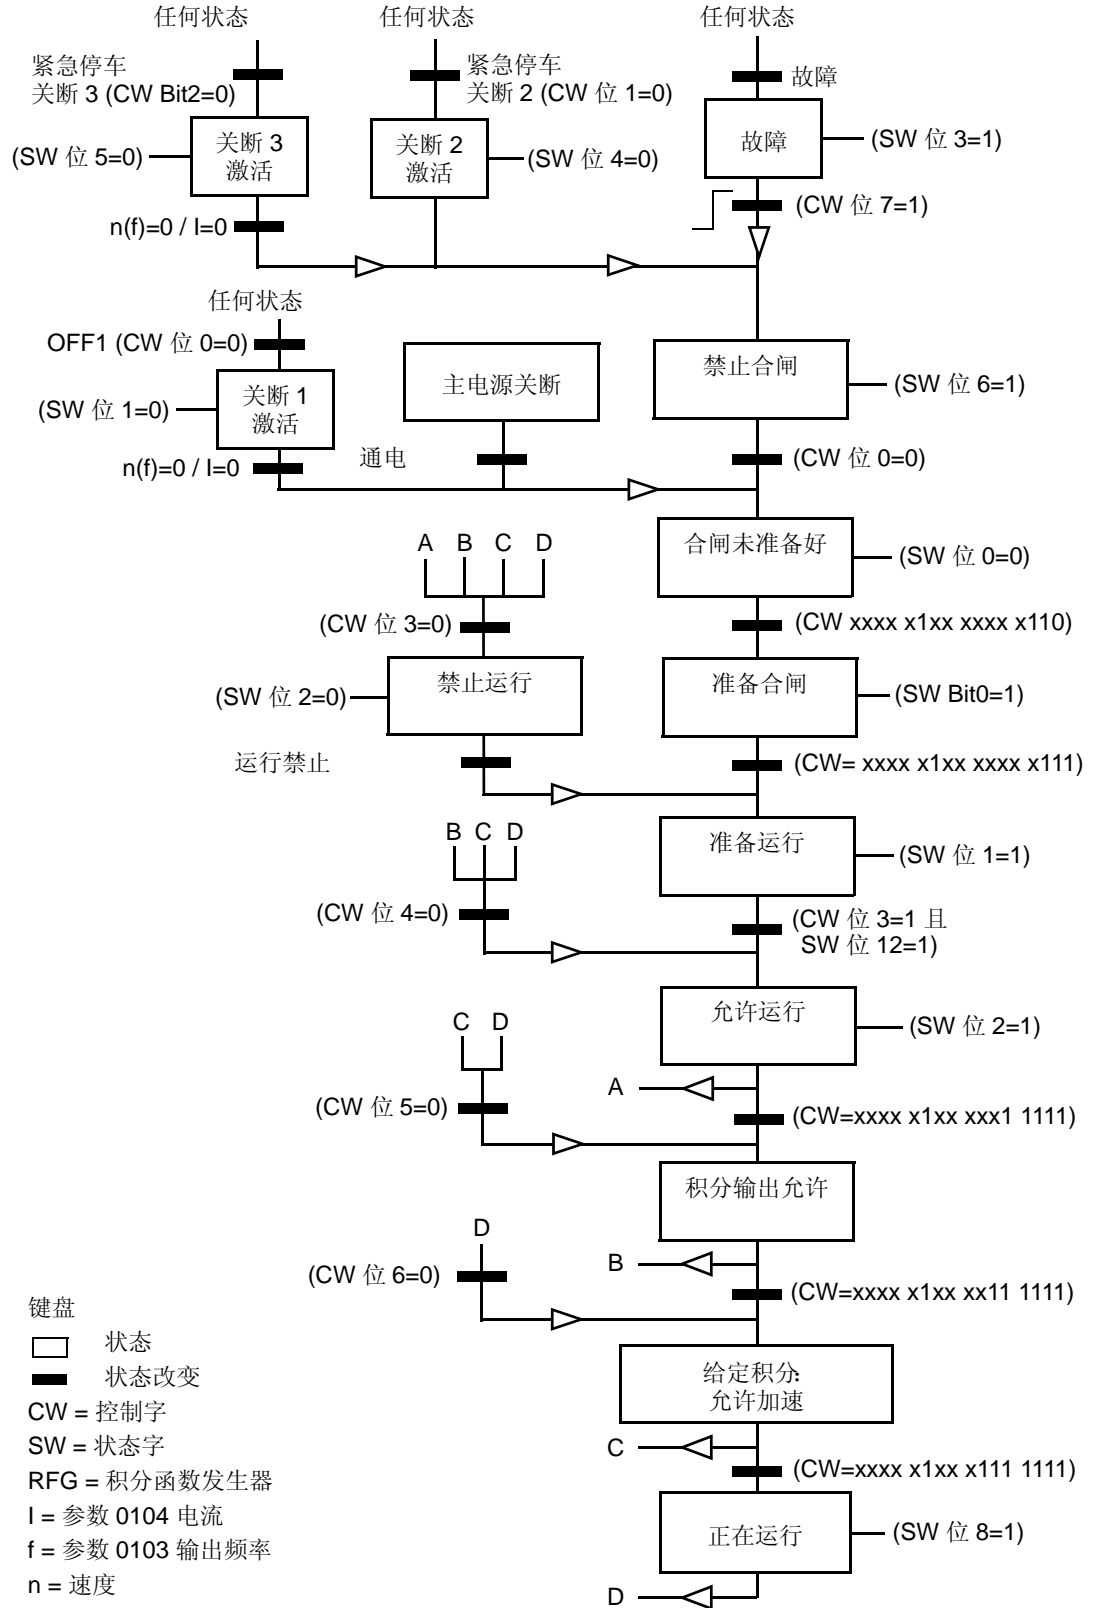 任何状态
任何状态
任何状态
紧急停车
关断 3 (CW Bit2=0)
紧急停车
关断 2 (CW 位 1=0)
故障
关断 3
激活
(SW 位 5=0)
关断 2
激活
(SW 位 4=0)
故障
(SW 位 3=1)
n(f)=0 / I=0
(CW 位 7=1)
任何状态
OFF1 (CW 位 0=0)
关断 1
激活
(SW 位 1=0)
n(f)=0 / I=0
主电源关断
通电
禁止合闸
(SW 位 6=1)
(CW 位 0=0)
合闸未准备好
(SW 位 0=0)
A B C D
(CW 位 3=0)
(CW xxxx x1xx xxxx x110)
禁止运行
(SW 位 2=0)
准备合闸
(SW Bit0=1)
运行禁止
(CW= xxxx x1xx xxxx x111)
B C D
准备运行
(SW 位 1=1)
(CW 位 4=0)
(CW 位 3=1 且
SW 位 12=1)
C D
允许运行
(SW 位 2=1)
A
(CW 位 5=0)
(CW=xxxx x1xx xxx1 1111)
积分输出允许
D
B
(CW 位 6=0)
(CW=xxxx x1xx xx11 1111)
给定积分:
允许加速
C
(CW=xxxx x1xx x111 1111)
正在运行
(SW 位 8=1)
D
键盘
状态
状态改变
CW = 控制字
SW = 状态字
RFG = 积分函数发生器
I = 参数 0104 电流
f = 参数 0103 输出频率
n = 速度